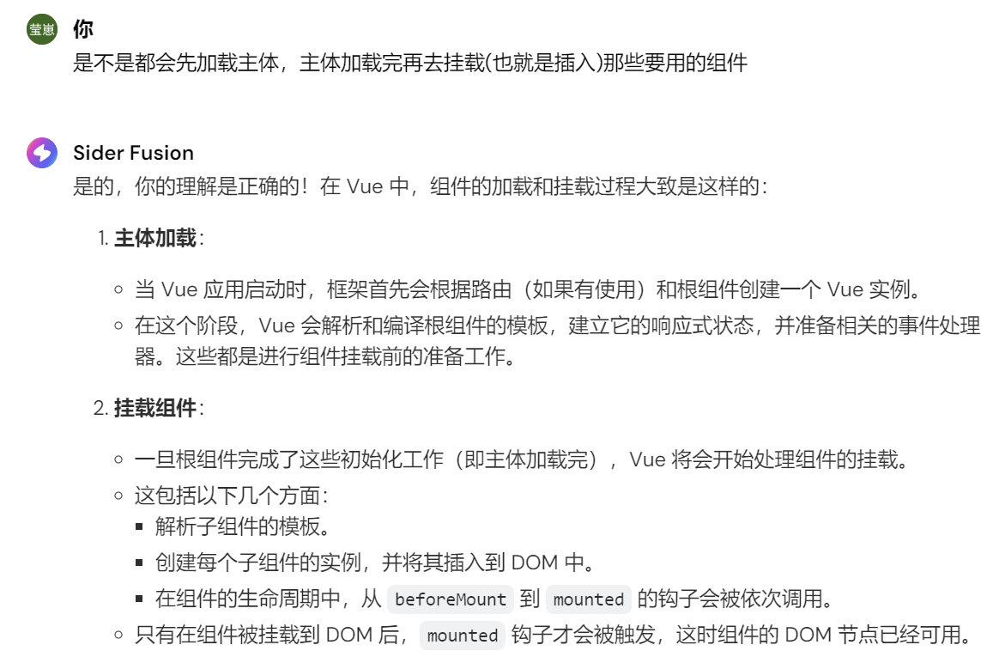 莹崽
你
是不是都会先加载主体，主体加载完再去挂载(也就是插入)那些要用的组件
Sider Fusion
是的，你的理解是正确的！在 Vue 中，组件的加载和挂载过程大致是这样的：
1. 主体加载：
当 Vue 应用启动时，框架首先会根据路由（如果有使用）和根组件创建一个 Vue 实例。
在这个阶段，Vue 会解析和编译根组件的模板，建立它的响应式状态，并准备相关的事件处理
器。这些都是进行组件挂载前的准备工作。
2. 挂载组件：
一旦根组件完成了这些初始化工作（即主体加载完），Vue 将会开始处理组件的挂载。
这包括以下几个方面：
解析子组件的模板。
创建每个子组件的实例，并将其插入到 DOM 中。
在组件的生命周期中，从 beforeMount 到 mounted 的钩子会被依次调用。
只有在组件被挂载到 DOM 后，mounted 钩子才会被触发，这时组件的 DOM 节点已经可用。